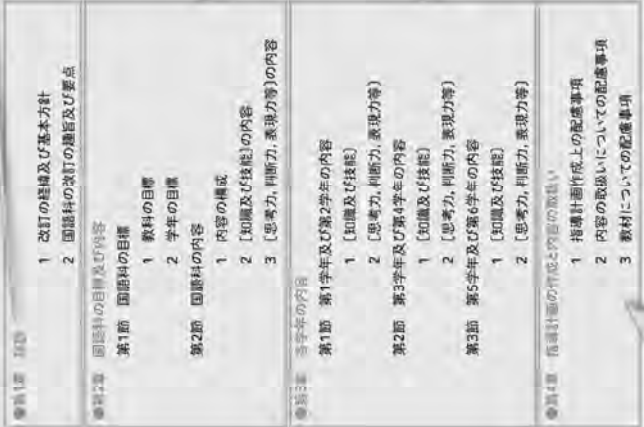 ●第1章 総説
1 改訂の経緯及び基本方針
2 国語科の改訂の趣旨及び要点
●第2章 国語科の目標及び内容
第1節 国語科の目標
1 教科の目標
2 学年の目標
第2節 国語科の内容
1 内容の構成
2 〔知識及び技能〕の内容
3 〔思考力，判断力，表現力等〕の内容
●第3章 各学年の内容
第1節 第1学年及び第2学年の内容
1 〔知識及び技能〕
2 〔思考力，判断力，表現力等〕
第2節 第3学年及び第4学年の内容
1 〔知識及び技能〕
2 〔思考力，判断力，表現力等〕
第3節 第5学年及び第6学年の内容
1 〔知識及び技能〕
2 〔思考力，判断力，表現力等〕
●第4章 指導計画の作成と内容の取扱い
1 指導計画作成上の配慮事項
2 内容の取扱いについての配慮事項
3 教材についての配慮事項